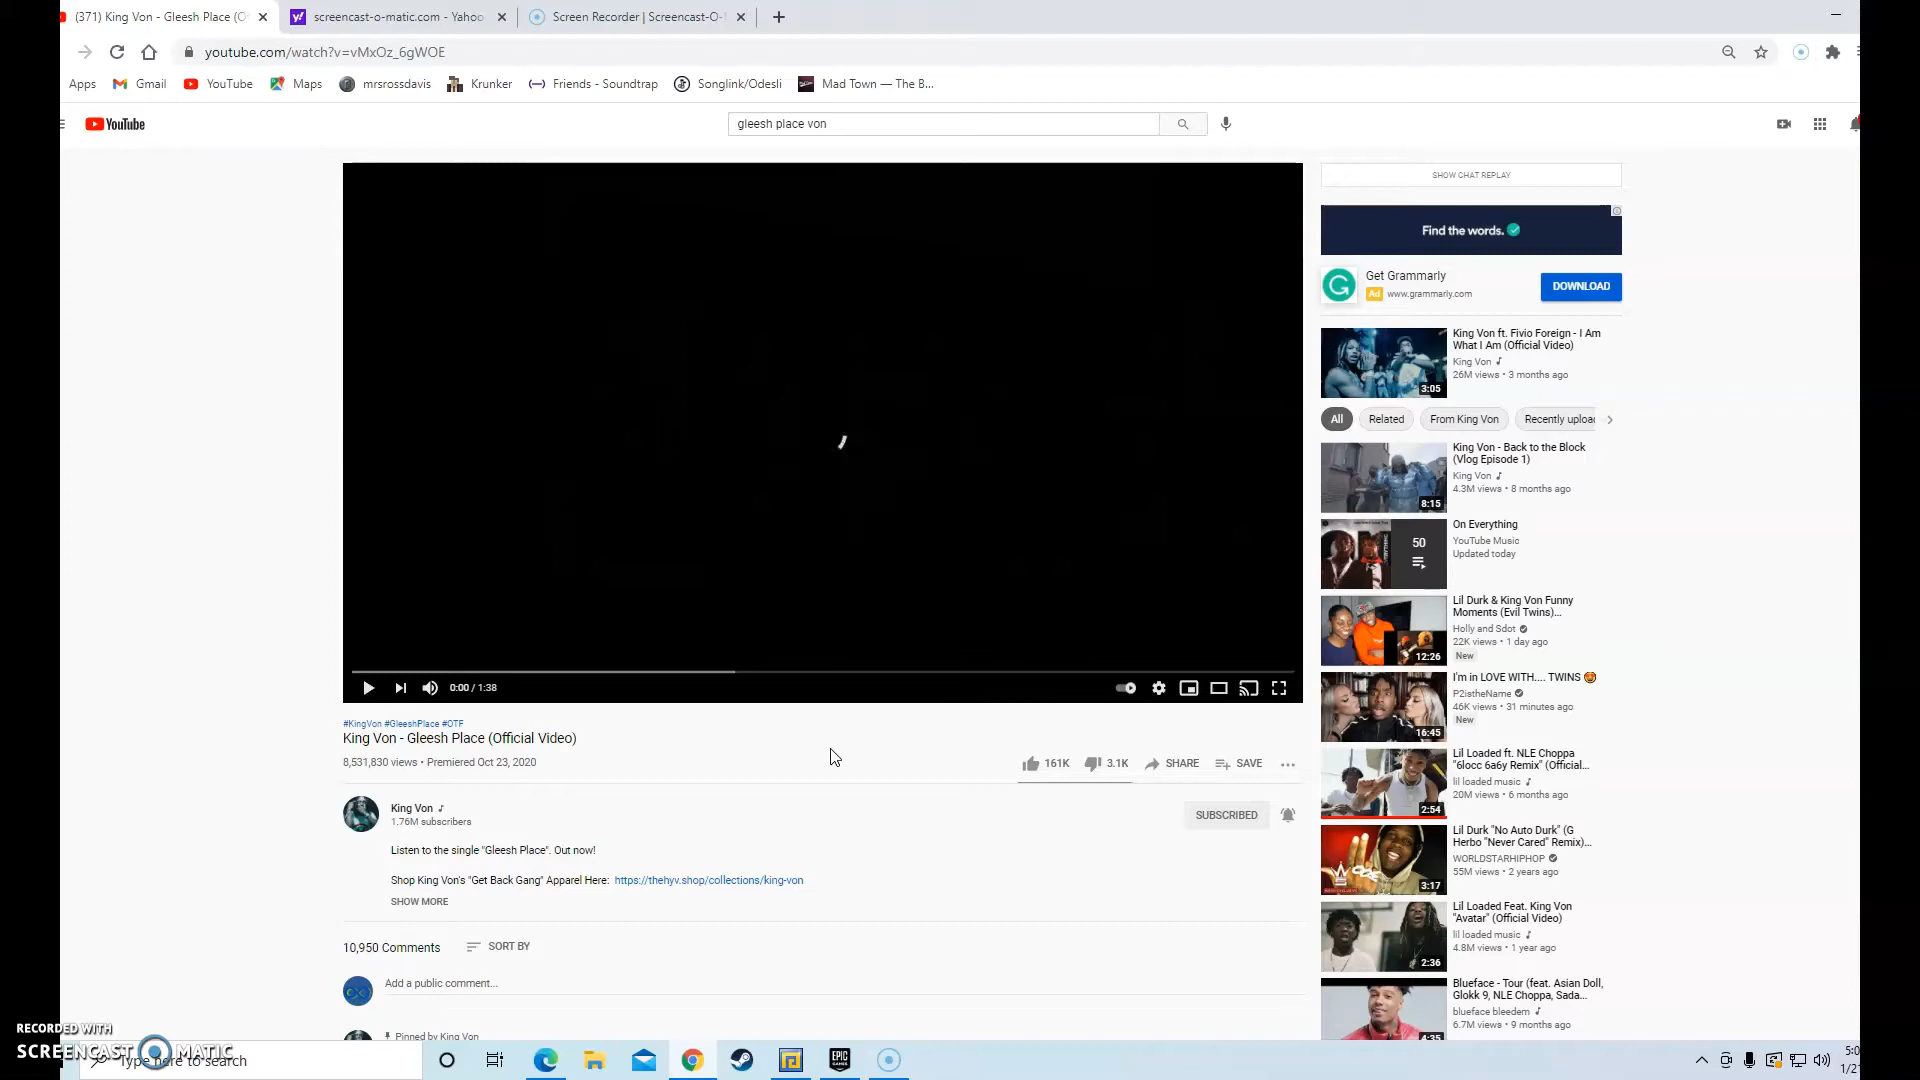 (371) King Von - Gleesh Place (O
screencast-o-matic.com - Yahoo
Screen Recorder | Screencast-O-
youtube.com/watch?v=vMxOz_6gWOE
Apps
Gmail
YouTube
Maps
mrsrossdavis
Krunker
Friends - Soundtrap
Songlink/Odesli
Mad Town — The B...
YouTube
gleesh place von
SHOW CHAT REPLAY
Find the words.
Get Grammarly
Ad www.grammarly.com
DOWNLOAD
King Von ft. Fivio Foreign - I Am
What I Am (Official Video)
King Von
26M views • 3 months ago
3:05
All
Related
From King Von
Recently uploa
King Von - Back to the Block
(Vlog Episode 1)
King Von
4.3M views • 8 months ago
8:15
On Everything
YouTube Music
Updated today
50
Lil Durk & King Von Funny
Moments (Evil Twins)...
Holly and Sdot
22K views • 1 day ago
New
12:26
I'm in LOVE WITH.... TWINS 😍
P2istheName
46K views • 31 minutes ago
New
16:45
Lil Loaded ft. NLE Choppa
"6locc 6a6y Remix" (Official...
lil loaded music
20M views • 6 months ago
2:54
Lil Durk "No Auto Durk" (G
Herbo "Never Cared" Remix)...
WORLDSTARHIPHOP
55M views • 2 years ago
3:17
Lil Loaded Feat. King Von
"Avatar" (Official Video)
lil loaded music
4.8M views • 1 year ago
2:36
Blueface - Tour (feat. Asian Doll,
Glokk 9, NLE Choppa, Sada...
blueface bleedem
6.7M views • 9 months ago
4:35
0:00 / 1:38
#KingVon #GleeshPlace #OTF
King Von - Gleesh Place (Official Video)
8,531,830 views • Premiered Oct 23, 2020
161K
3.1K
SHARE
SAVE
King Von
1.76M subscribers
SUBSCRIBED
Listen to the single "Gleesh Place". Out now!
Shop King Von's "Get Back Gang" Apparel Here: https://thehyv.shop/collections/king-von
SHOW MORE
10,950 Comments
SORT BY
Add a public comment...
Pinned by King Von
RECORDED WITH
SCREENCAST MATIC
Type here to search
EPIC GAMES
5:0
1/21